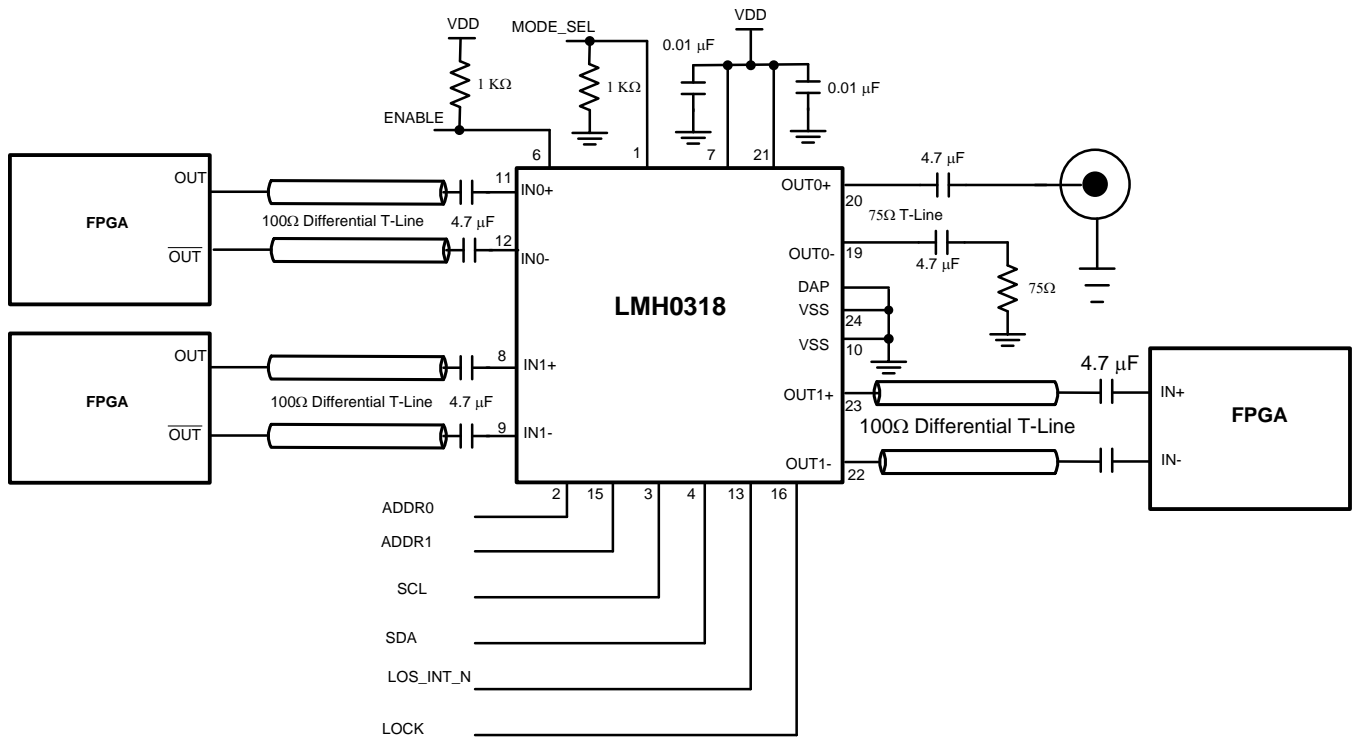 VDD
MODE_SEL
VDD
0.01 μF
1 KΩ
1 KΩ
0.01 μF
ENABLE
6
1
7
21
4.7 μF
OUT
11
IN0+
OUT0+
20
FPGA
100Ω Differential T-Line
4.7 μF
75Ω T-Line
OUT
12
IN0-
OUT0-
19
4.7 μF
75Ω
LMH0318
DAP
VSS
24
VSS
10
OUT
8
IN1+
4.7 μF
IN+
FPGA
100Ω Differential T-Line
4.7 μF
OUT1+
23
100Ω Differential T-Line
FPGA
OUT
9
IN1-
OUT1-
22
IN-
2
15
3
4
13
16
ADDR0
ADDR1
SCL
SDA
LOS_INT_N
LOCK